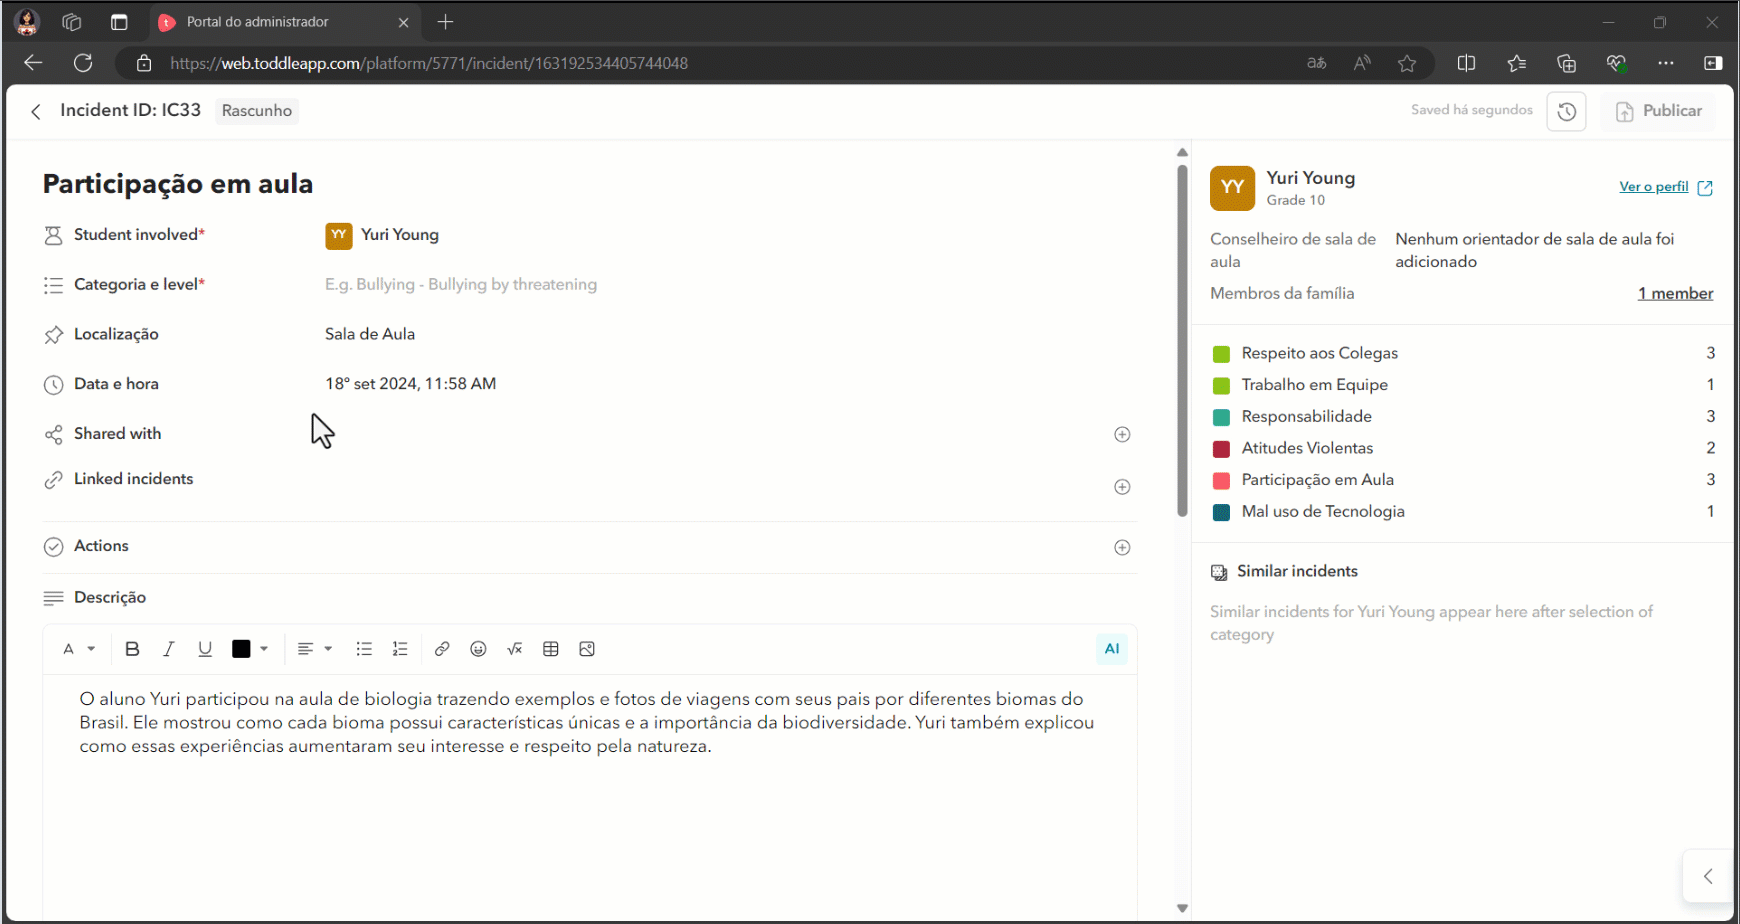 Portal do administrador
https://web.toddleapp.com/platform/5771/incident/163192534405744048
Incident ID: IC33
Rascunho
Saved há segundos
Publicar
Participação em aula
Student involved*
YY
Yuri Young
Categoria e level*
E.g. Bullying - Bullying by threatening
Localização
Sala de Aula
Data e hora
18º set 2024, 11:58 AM
Shared with
Linked incidents
Actions
Descrição
A
B
I
U
AI
O aluno Yuri participou na aula de biologia trazendo exemplos e fotos de viagens com seus pais por diferentes biomas do
Brasil. Ele mostrou como cada bioma possui características únicas e a importância da biodiversidade. Yuri também explicou
como essas experiências aumentaram seu interesse e respeito pela natureza.
YY
Yuri Young
Grade 10
Ver o perfil
Conselheiro de sala de
aula
Nenhum orientador de sala de aula foi
adicionado
Membros da família
1 member
Respeito aos Colegas
3
Trabalho em Equipe
1
Responsabilidade
3
Atitudes Violentas
2
Participação em Aula
3
Mal uso de Tecnologia
1
Similar incidents
Similar incidents for Yuri Young appear here after selection of
category